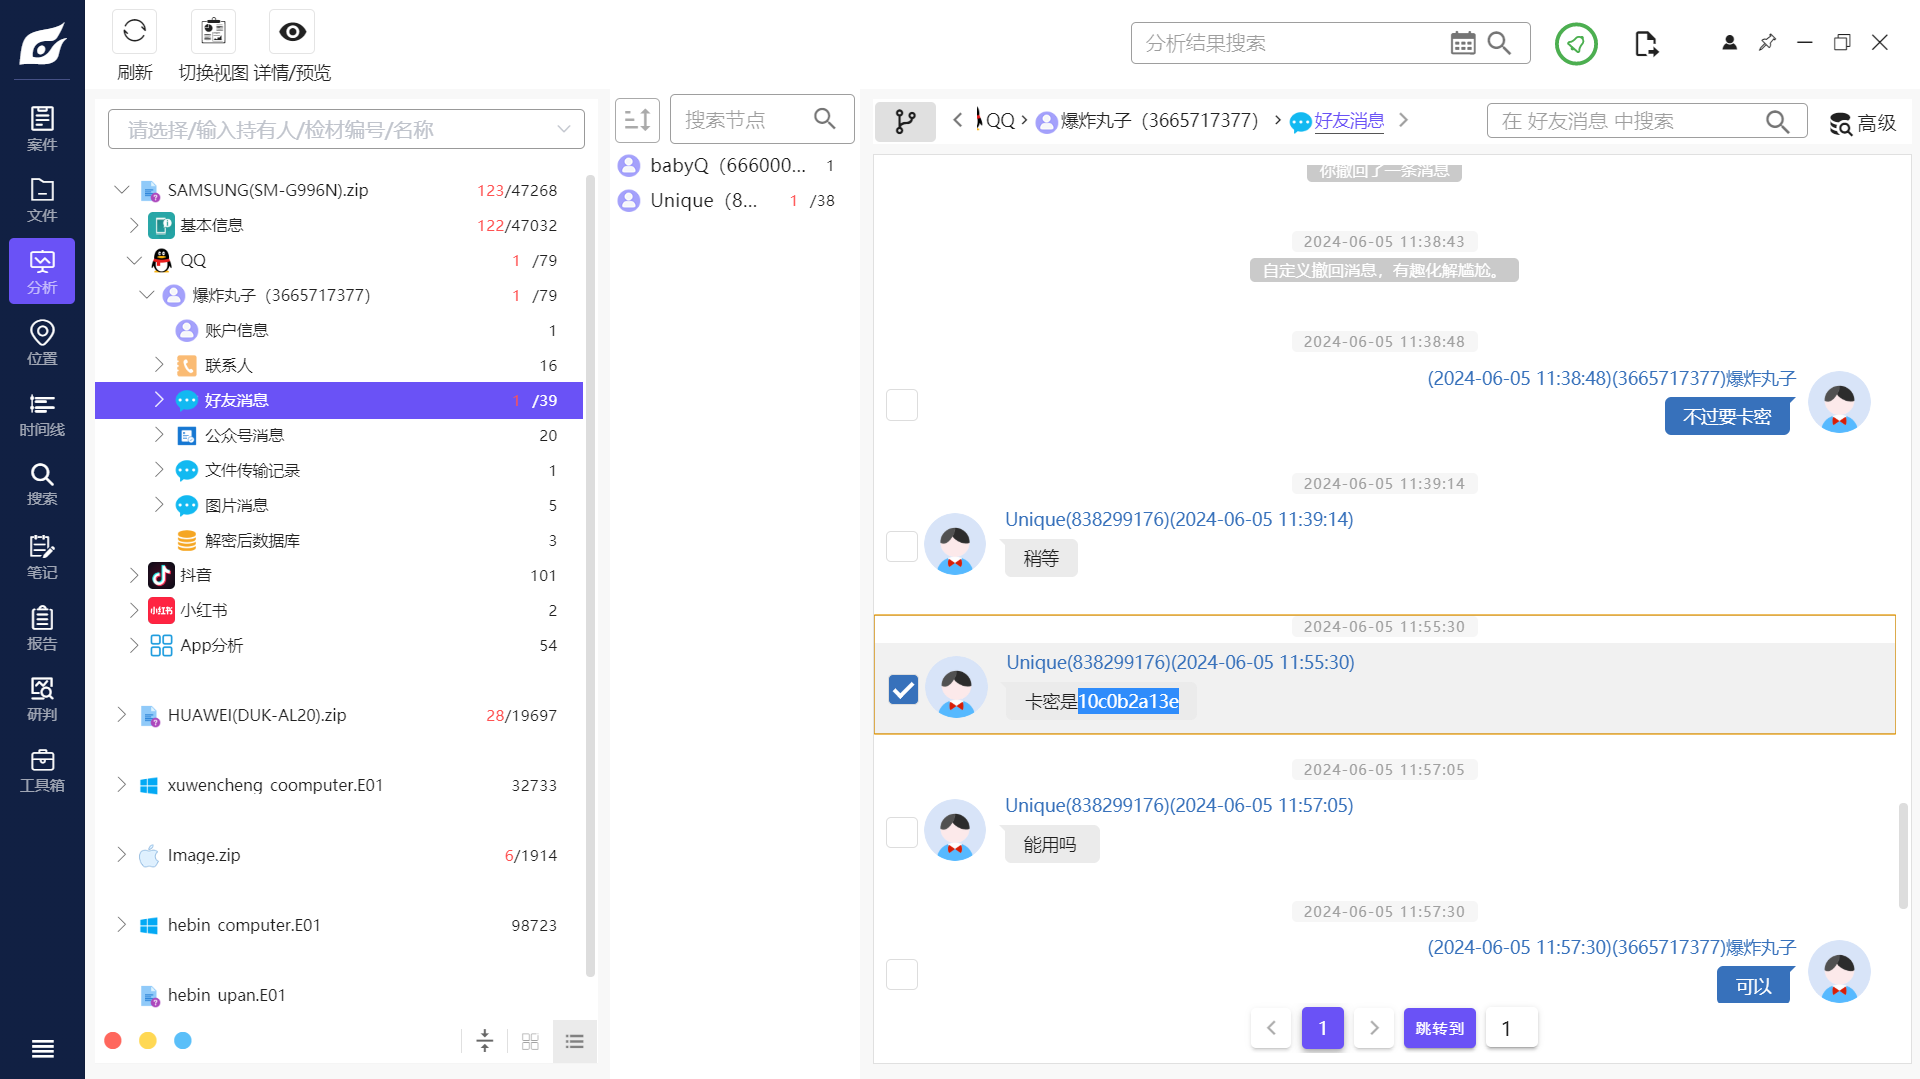 刷新
切换视图
详情/预览
分析结果搜索
案件
文件
分析
位置
时间线
搜索
笔记
报告
研判
工具箱
请选择/输入持有人/检材编号/名称
SAMSUNG(SM-G996N).zip 123/47268
基本信息 122/47032
QQ 1 /79
爆炸丸子（3665717377） 1 /79
账户信息 1
联系人 16
好友消息 1 /39
公众号消息 20
文件传输记录 1
图片消息 5
解密后数据库 3
抖音 101
小红书 小红书 2
App分析 54
HUAWEI(DUK-AL20).zip 28/19697
xuwencheng coomputer.E01 32733
Image.zip 6/1914
hebin computer.E01 98723
hebin upan.E01
搜索节点
babyQ（666000... 1
Unique（8... 1 /38
QQ
爆炸丸子（3665717377）
好友消息
在 好友消息 中搜索
高级
你撤回了一条消息
2024-06-05 11:38:43
自定义撤回消息，有趣化解尴尬。
2024-06-05 11:38:48
(2024-06-05 11:38:48)(3665717377)爆炸丸子
不过要卡密
2024-06-05 11:39:14
Unique(838299176)(2024-06-05 11:39:14)
稍等
2024-06-05 11:55:30
Unique(838299176)(2024-06-05 11:55:30)
卡密是10c0b2a13e
2024-06-05 11:57:05
Unique(838299176)(2024-06-05 11:57:05)
能用吗
2024-06-05 11:57:30
(2024-06-05 11:57:30)(3665717377)爆炸丸子
可以
1
跳转到
1